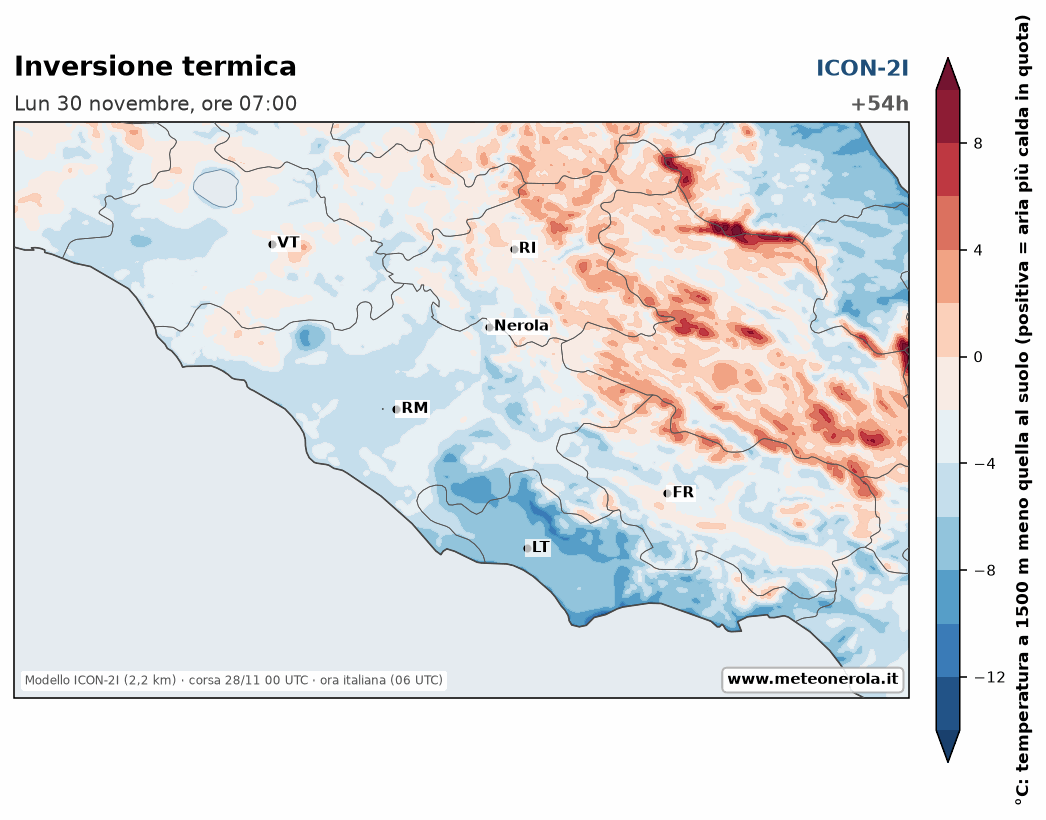 Inversione termica
ICON-2I
Lun 30 novembre, ore 07:00
+54h
VT
RI
Nerola
RM
FR
LT
Modello ICON-2I (2,2 km) · corsa 28/11 00 UTC · ora italiana (06 UTC)
www.meteonerola.it
8
4
0
−4
−8
−12
°C: temperatura a 1500 m meno quella al suolo (positiva = aria più calda in quota)